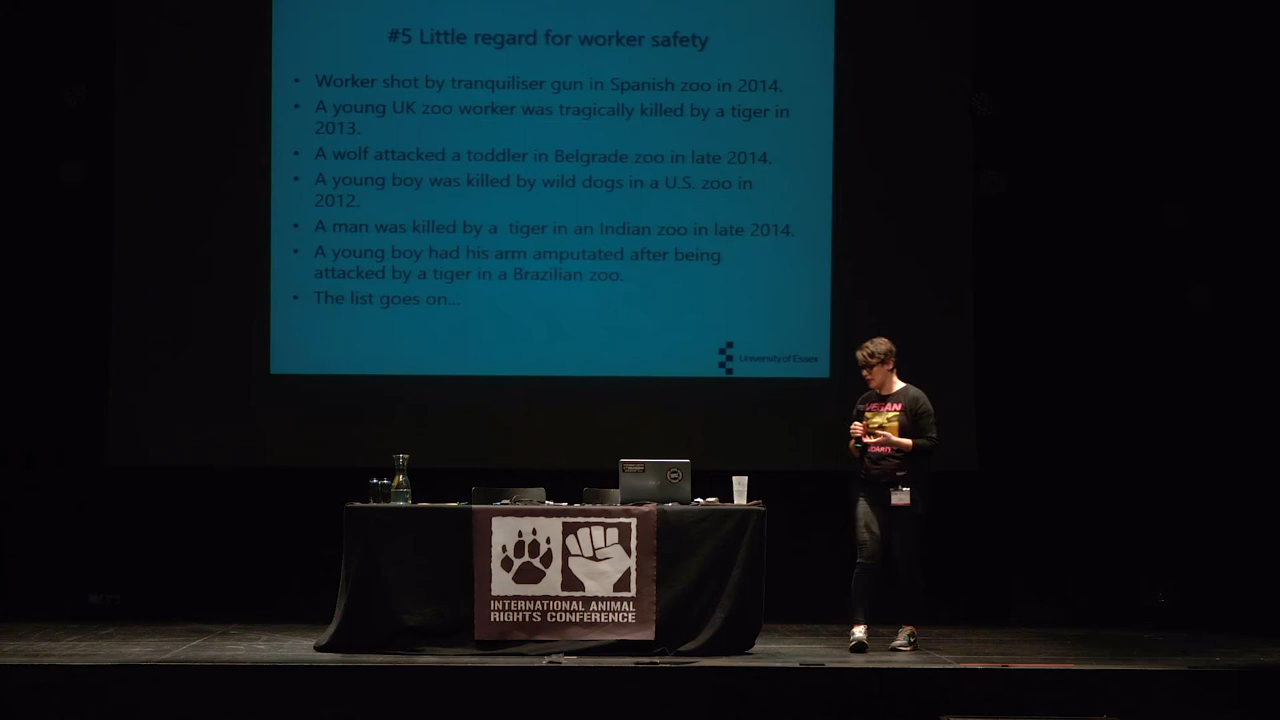 #5 Little regard for worker safety
• Worker shot by tranquiliser gun in Spanish zoo in 2014.
• A young UK zoo worker was tragically killed by a tiger in
2013.
• A wolf attacked a toddler in Belgrade zoo in late 2014.
• A young boy was killed by wild dogs in a U.S. zoo in
2012.
• A man was killed by a tiger in an Indian zoo in late 2014.
• A young boy had his arm amputated after being
attacked by a tiger in a Brazilian zoo.
• The list goes on...
University of Essex
VEGAN
INTERNATIONAL ANIMAL
RIGHTS CONFERENCE